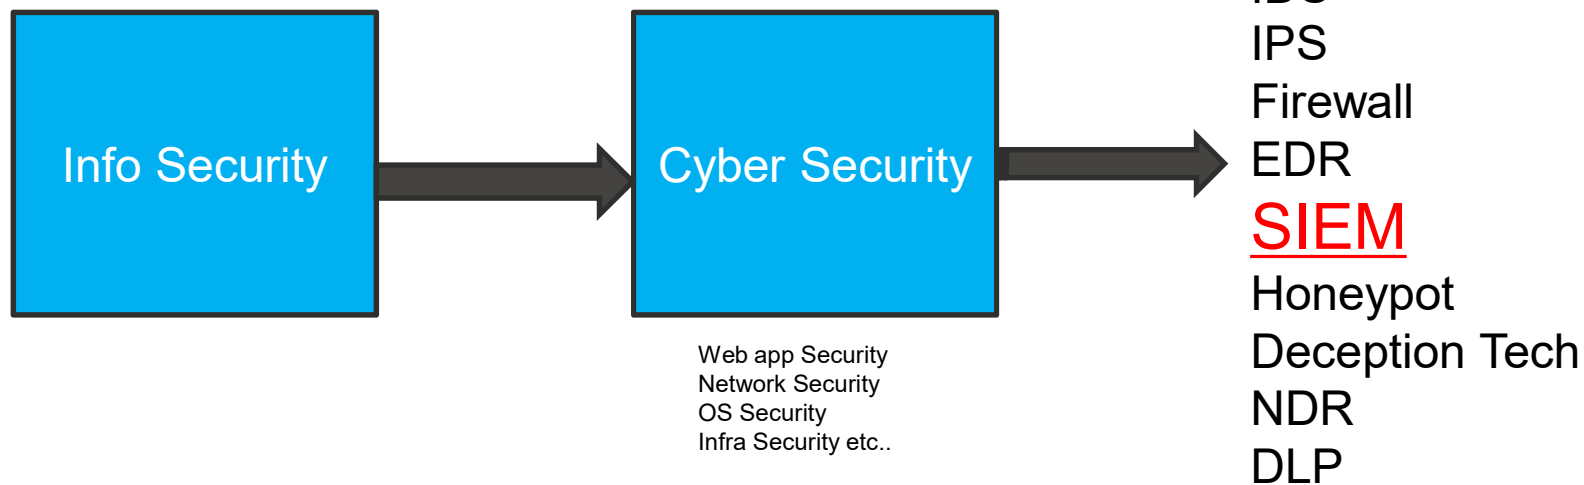 Info Security
Cyber Security
Web app Security
Network Security
OS Security
Infra Security etc..
IPS
Firewall
EDR
SIEM
Honeypot
Deception Tech
NDR
DLP